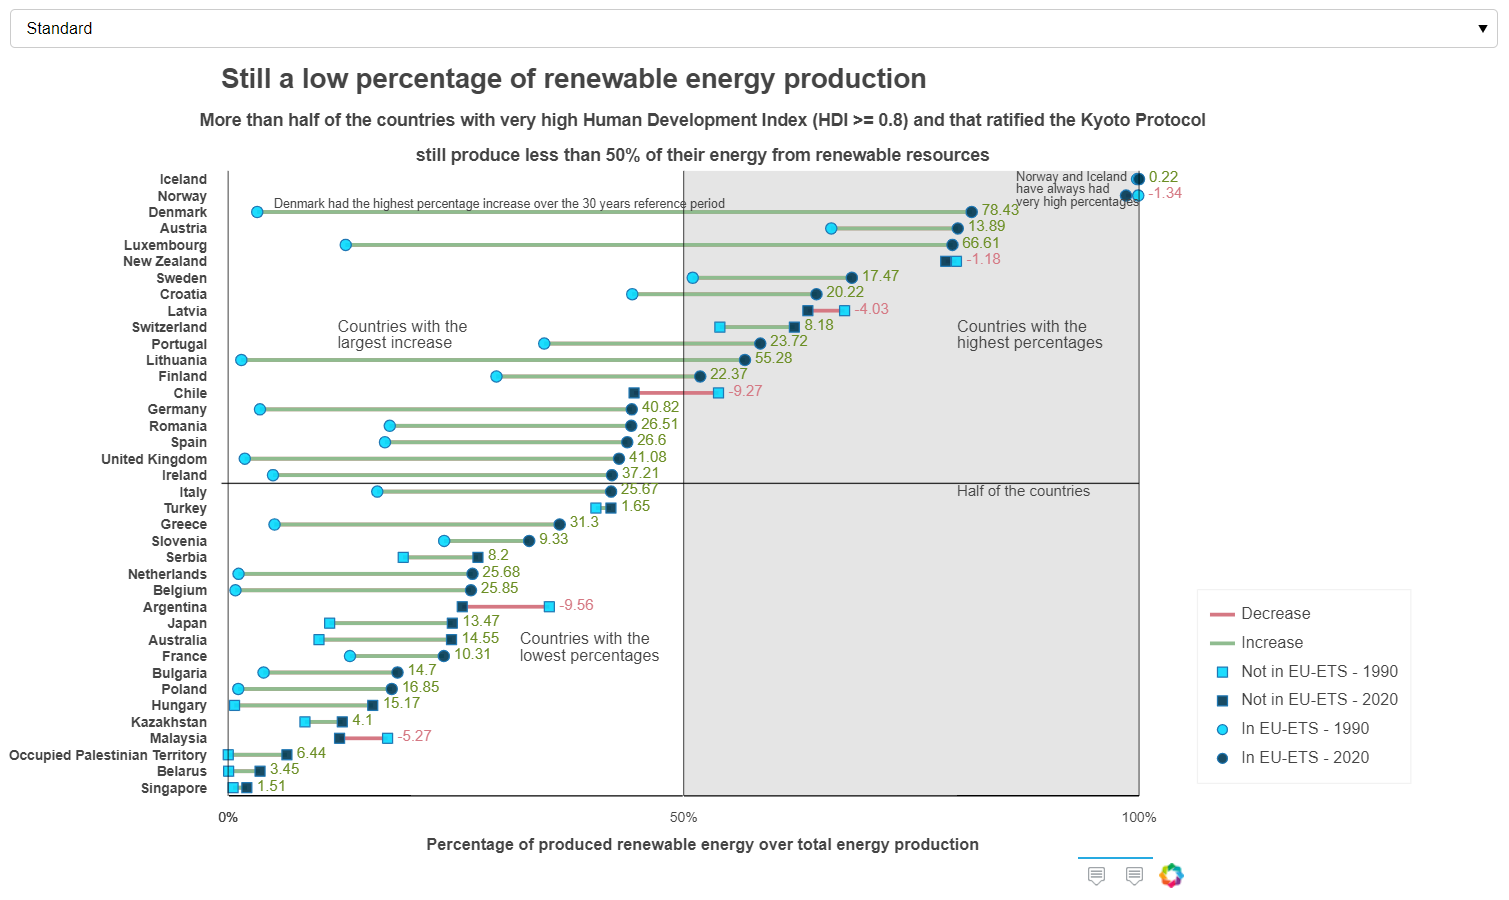 Standard
Still a low percentage of renewable energy production
More than half of the countries with very high Human Development Index (HDI >= 0.8) and that ratified the Kyoto Protocol
still produce less than 50% of their energy from renewable resources
Iceland
Norway
Denmark
Austria
Luxembourg
New Zealand
Sweden
Croatia
Latvia
Switzerland
Portugal
Lithuania
Finland
Chile
Germany
Romania
Spain
United Kingdom
Ireland
Italy
Turkey
Greece
Slovenia
Serbia
Netherlands
Belgium
Argentina
Japan
Australia
France
Bulgaria
Poland
Hungary
Kazakhstan
Malaysia
Occupied Palestinian Territory
Belarus
Singapore
Norway and Iceland
have always had
very high percentages
Denmark had the highest percentage increase over the 30 years reference period
Countries with the
largest increase
Countries with the
highest percentages
Half of the countries
Countries with the
lowest percentages
0.22
-1.34
78.43
13.89
66.61
-1.18
17.47
20.22
-4.03
8.18
23.72
55.28
22.37
-9.27
40.82
26.51
26.6
41.08
37.21
25.67
1.65
31.3
9.33
8.2
25.68
25.85
-9.56
13.47
14.55
10.31
14.7
16.85
15.17
4.1
-5.27
6.44
3.45
1.51
0%
50%
100%
Percentage of produced renewable energy over total energy production
Decrease
Increase
Not in EU-ETS - 1990
Not in EU-ETS - 2020
In EU-ETS - 1990
In EU-ETS - 2020